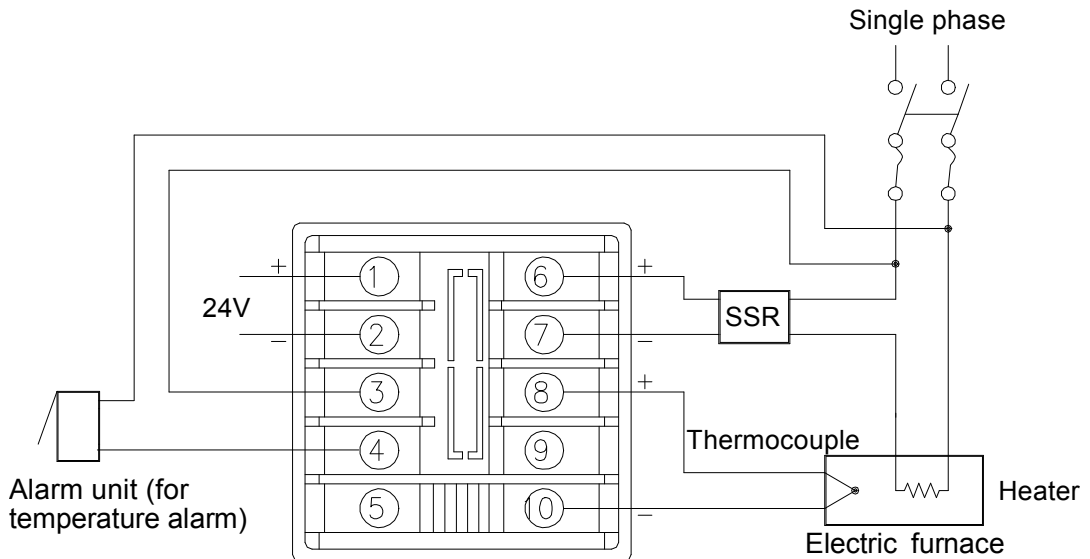 Single phase
+
1
6
+
24V
SSR
−
2
7
−
3
8
+
Thermocouple
4
9
Alarm unit (for
temperature alarm)
5
10
−
Heater
Electric furnace